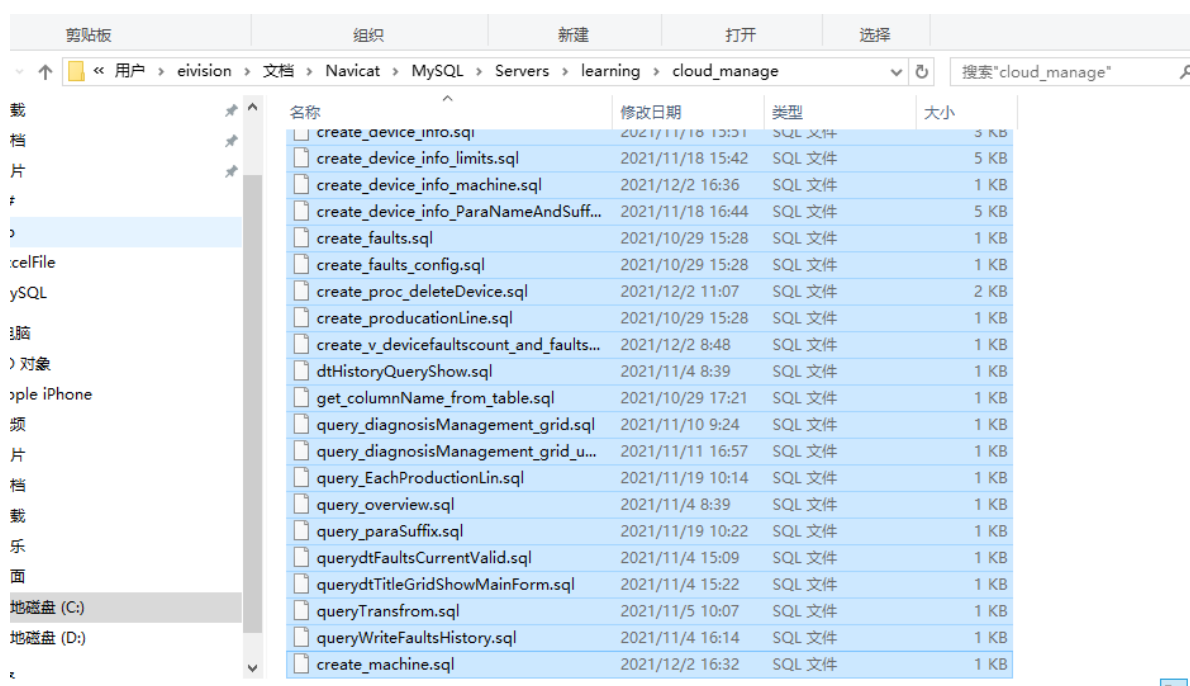 剪贴板 组织 新建 打开 选择
« 用户 › eivision › 文档 › Navicat › MySQL › Servers › learning › cloud_manage 搜索"cloud_manage"
载
档
片
celFile
ySQL
电脑
D 对象
pple iPhone
频
片
档
载
乐
面
地磁盘 (C:)
地磁盘 (D:)
名称 修改日期 类型 大小
create_device_info.sql 2021/11/18 15:51 SQL 文件 3 KB
create_device_info_limits.sql 2021/11/18 15:42 SQL 文件 5 KB
create_device_info_machine.sql 2021/12/2 16:36 SQL 文件 1 KB
create_device_info_ParaNameAndSuff... 2021/11/18 16:44 SQL 文件 5 KB
create_faults.sql 2021/10/29 15:28 SQL 文件 1 KB
create_faults_config.sql 2021/10/29 15:28 SQL 文件 1 KB
create_proc_deleteDevice.sql 2021/12/2 11:07 SQL 文件 2 KB
create_producationLine.sql 2021/10/29 15:28 SQL 文件 1 KB
create_v_devicefaultscount_and_faults... 2021/12/2 8:48 SQL 文件 1 KB
dtHistoryQueryShow.sql 2021/11/4 8:39 SQL 文件 1 KB
get_columnName_from_table.sql 2021/10/29 17:21 SQL 文件 1 KB
query_diagnosisManagement_grid.sql 2021/11/10 9:24 SQL 文件 1 KB
query_diagnosisManagement_grid_u... 2021/11/11 16:57 SQL 文件 1 KB
query_EachProductionLin.sql 2021/11/19 10:14 SQL 文件 1 KB
query_overview.sql 2021/11/4 8:39 SQL 文件 1 KB
query_paraSuffix.sql 2021/11/19 10:22 SQL 文件 1 KB
querydtFaultsCurrentValid.sql 2021/11/4 15:09 SQL 文件 1 KB
querydtTitleGridShowMainForm.sql 2021/11/4 15:22 SQL 文件 1 KB
queryTransfrom.sql 2021/11/5 10:07 SQL 文件 1 KB
queryWriteFaultsHistory.sql 2021/11/4 16:14 SQL 文件 1 KB
create_machine.sql 2021/12/2 16:32 SQL 文件 1 KB